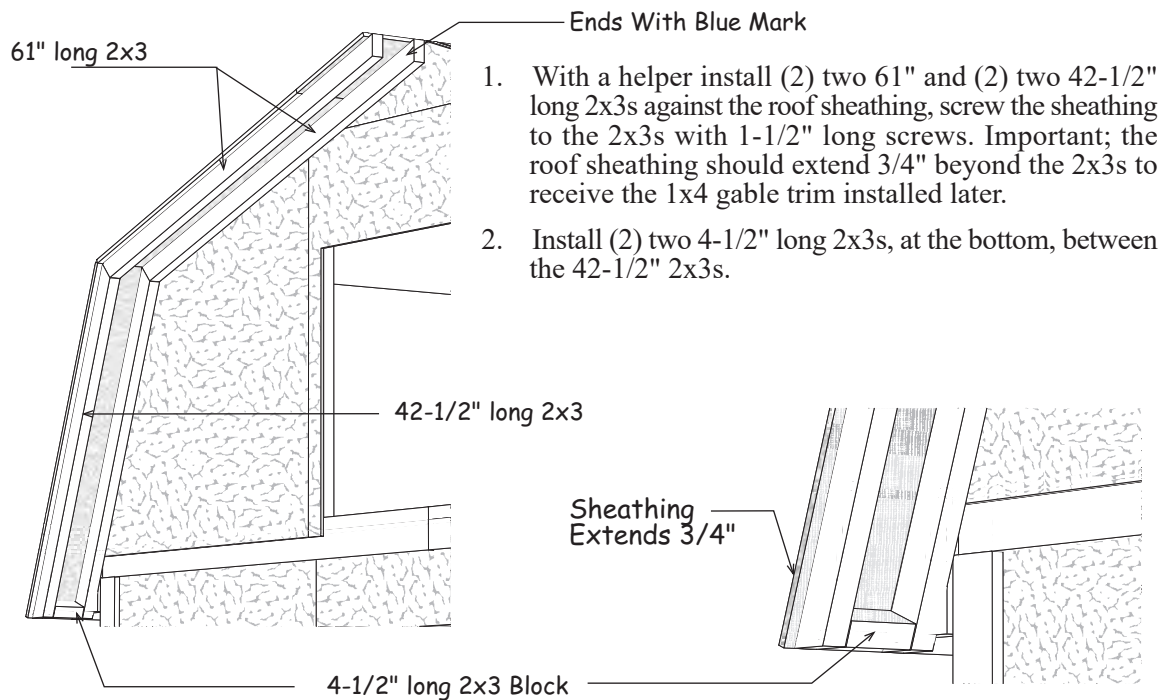 Ends With Blue Mark
61" long 2x3
1. With a helper install (2) two 61" and (2) two 42-1/2"
long 2x3s against the roof sheathing, screw the sheathing
to the 2x3s with 1-1/2" long screws. Important; the
roof sheathing should extend 3/4" beyond the 2x3s to
receive the 1x4 gable trim installed later.
2. Install (2) two 4-1/2" long 2x3s, at the bottom, between
the 42-1/2" 2x3s.
42-1/2" long 2x3
Sheathing
Extends 3/4"
4-1/2" long 2x3 Block